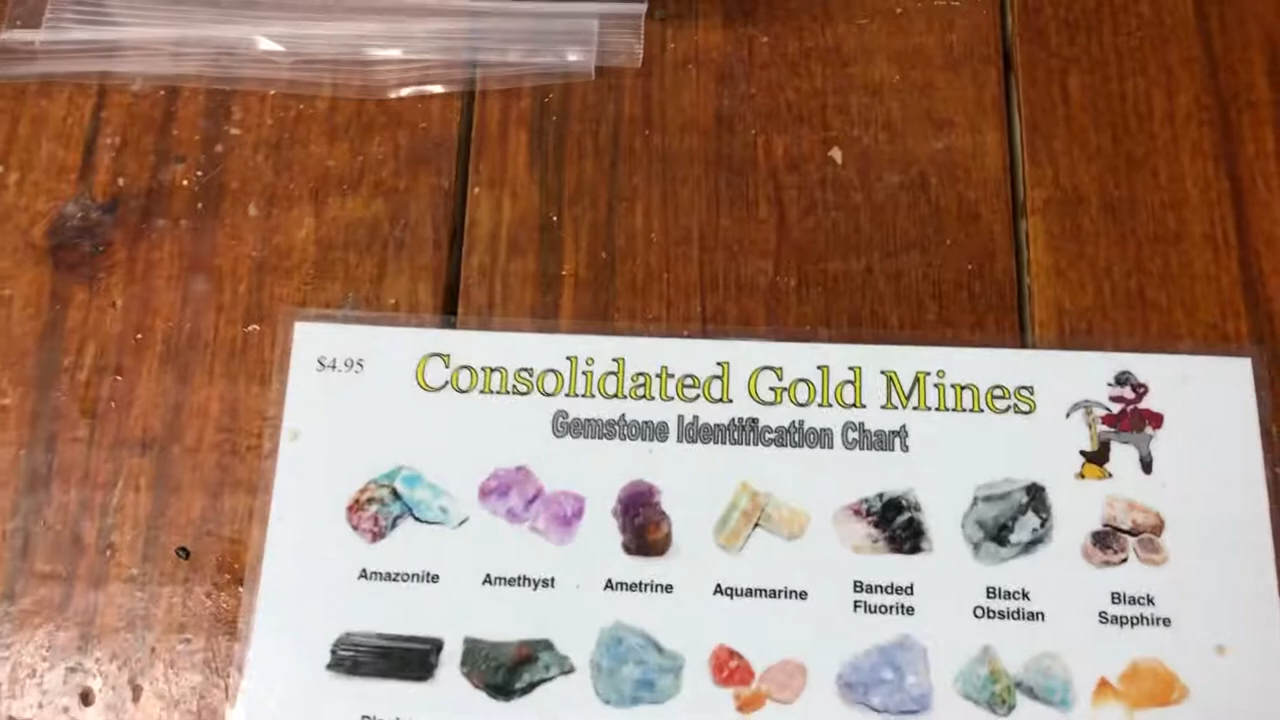 $4.95
Consolidated Gold Mines
Gemstone Identification Chart
Amazonite
Amethyst
Ametrine
Aquamarine
Banded
Fluorite
Black
Obsidian
Black
Sapphire